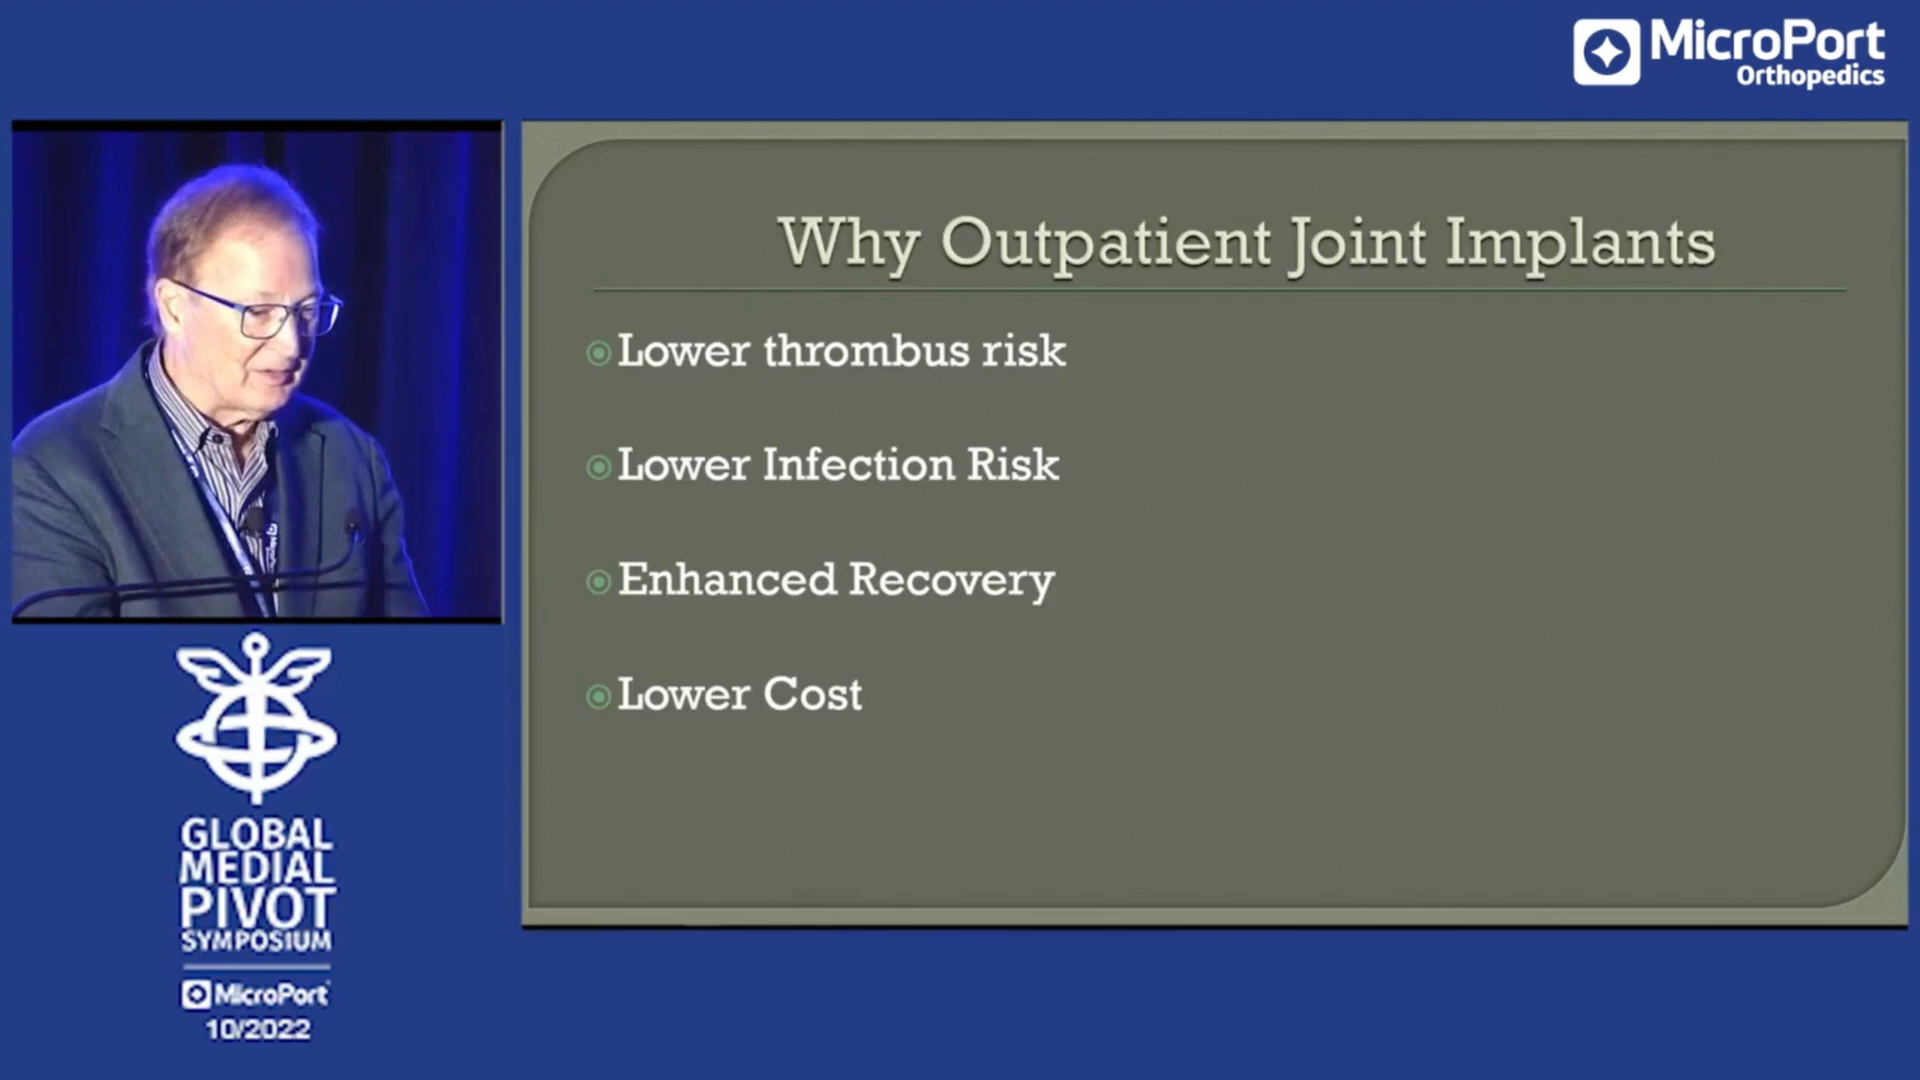 MicroPort
Orthopedics
Why Outpatient Joint Implants
Lower thrombus risk
Lower Infection Risk
Enhanced Recovery
Lower Cost
GLOBAL
MEDIAL
PIVOT
SYMPOSIUM
MicroPort
10/2022